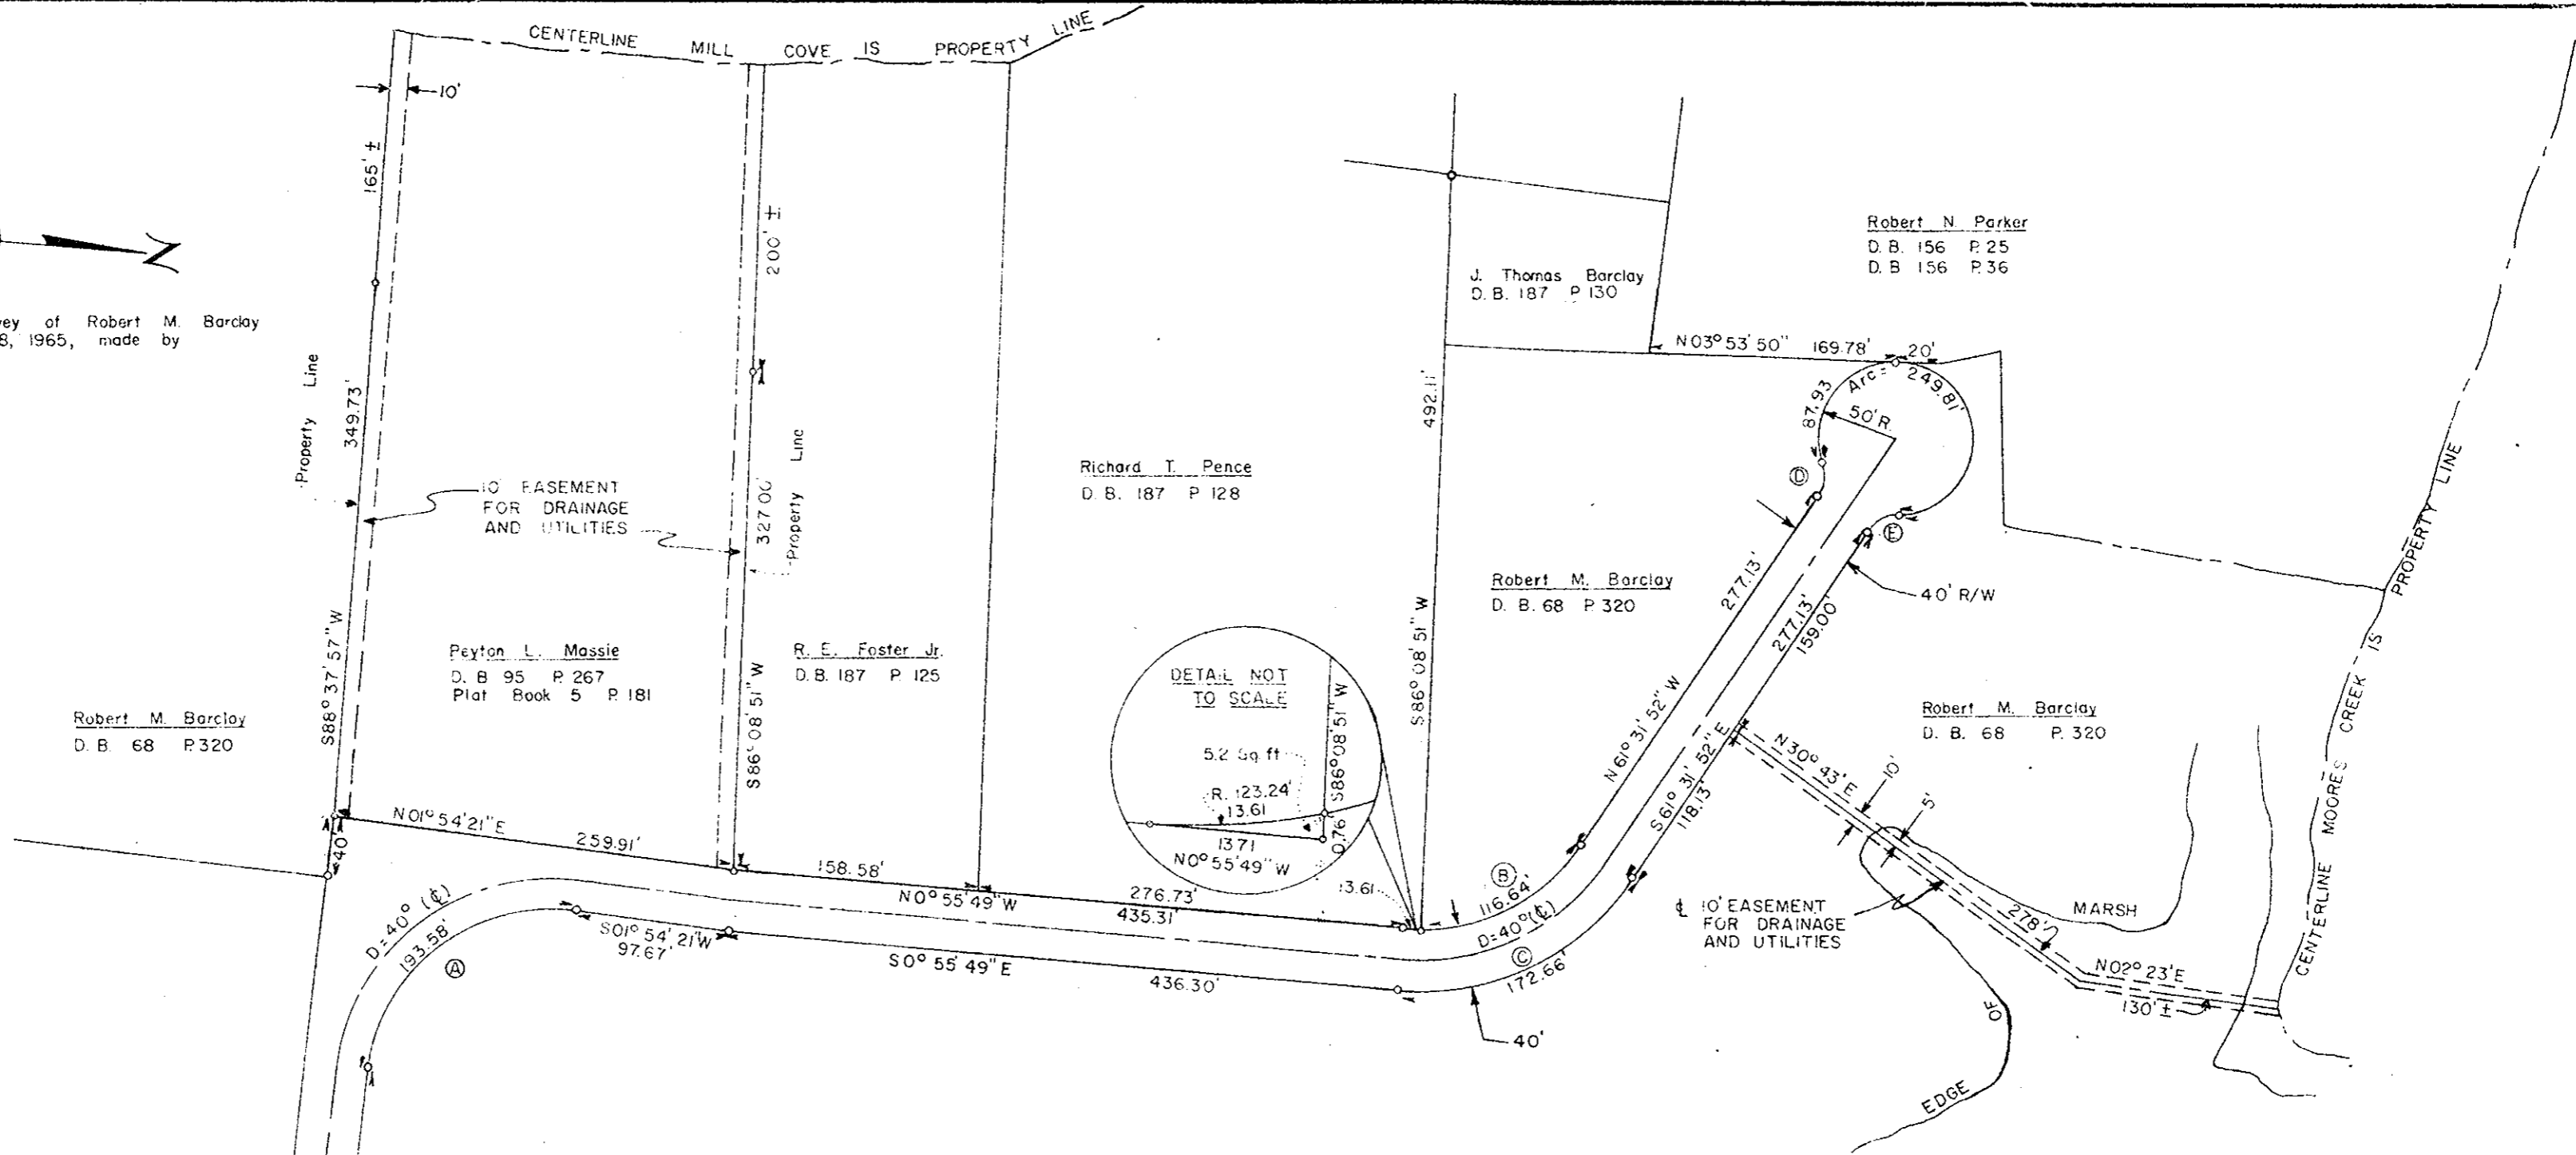 CENTERLINE MILL COVE IS PROPERTY LINE
10'
165' ±
200' ±
N
Robert M. Barclay
8, 1965, made by
Property Line
349.73'
S88° 37' 57" W
10' EASEMENT
FOR DRAINAGE
AND UTILITIES
327.00'
Property Line
S86° 08' 51" W
Peyton L. Massie
D. B 95 P. 267
Plat Book 5 P. 181
R. E. Foster Jr.
D. B. 187 P. 125
Robert M. Barclay
D. B. 68 P. 320
Richard T. Pence
D. B. 187 P. 128
J. Thomas Barclay
D. B. 187 P. 130
Robert N. Parker
D. B. 156 P. 25
D. B 156 P. 36
N03° 53' 50" 169.78' 20'
492.11'
S86° 08' 51" W
87.93
Arc = 249.81'
50' R.
D
E
Robert M. Barclay
D. B. 68 P. 320
277.13'
N61° 31' 52" W
277.13'
159.00'
40' R/W
S61° 31' 52" E
118.13'
Robert M. Barclay
D. B. 68 P. 320
DETAIL NOT
TO SCALE
5.2 Sq. ft
R. 123.24'
13.61
S86° 08' 51" W
0.76'
13.71
N0° 55' 49" W
13.61
40'
N01° 54' 21" E
259.91'
158.58'
N0° 55' 49" W
276.73'
435.31'
D = 40° (℄)
193.58'
A
S01° 54' 21" W
97.67'
S0° 55' 49" E
436.30'
B
116.64'
D = 40° (℄)
C
172.66'
40'
N30° 43' E
10'
5'
℄ 10' EASEMENT
FOR DRAINAGE
AND UTILITIES
278'
N02° 23' E
130' ±
EDGE OF MARSH
CENTERLINE MOORES CREEK IS PROPERTY LINE